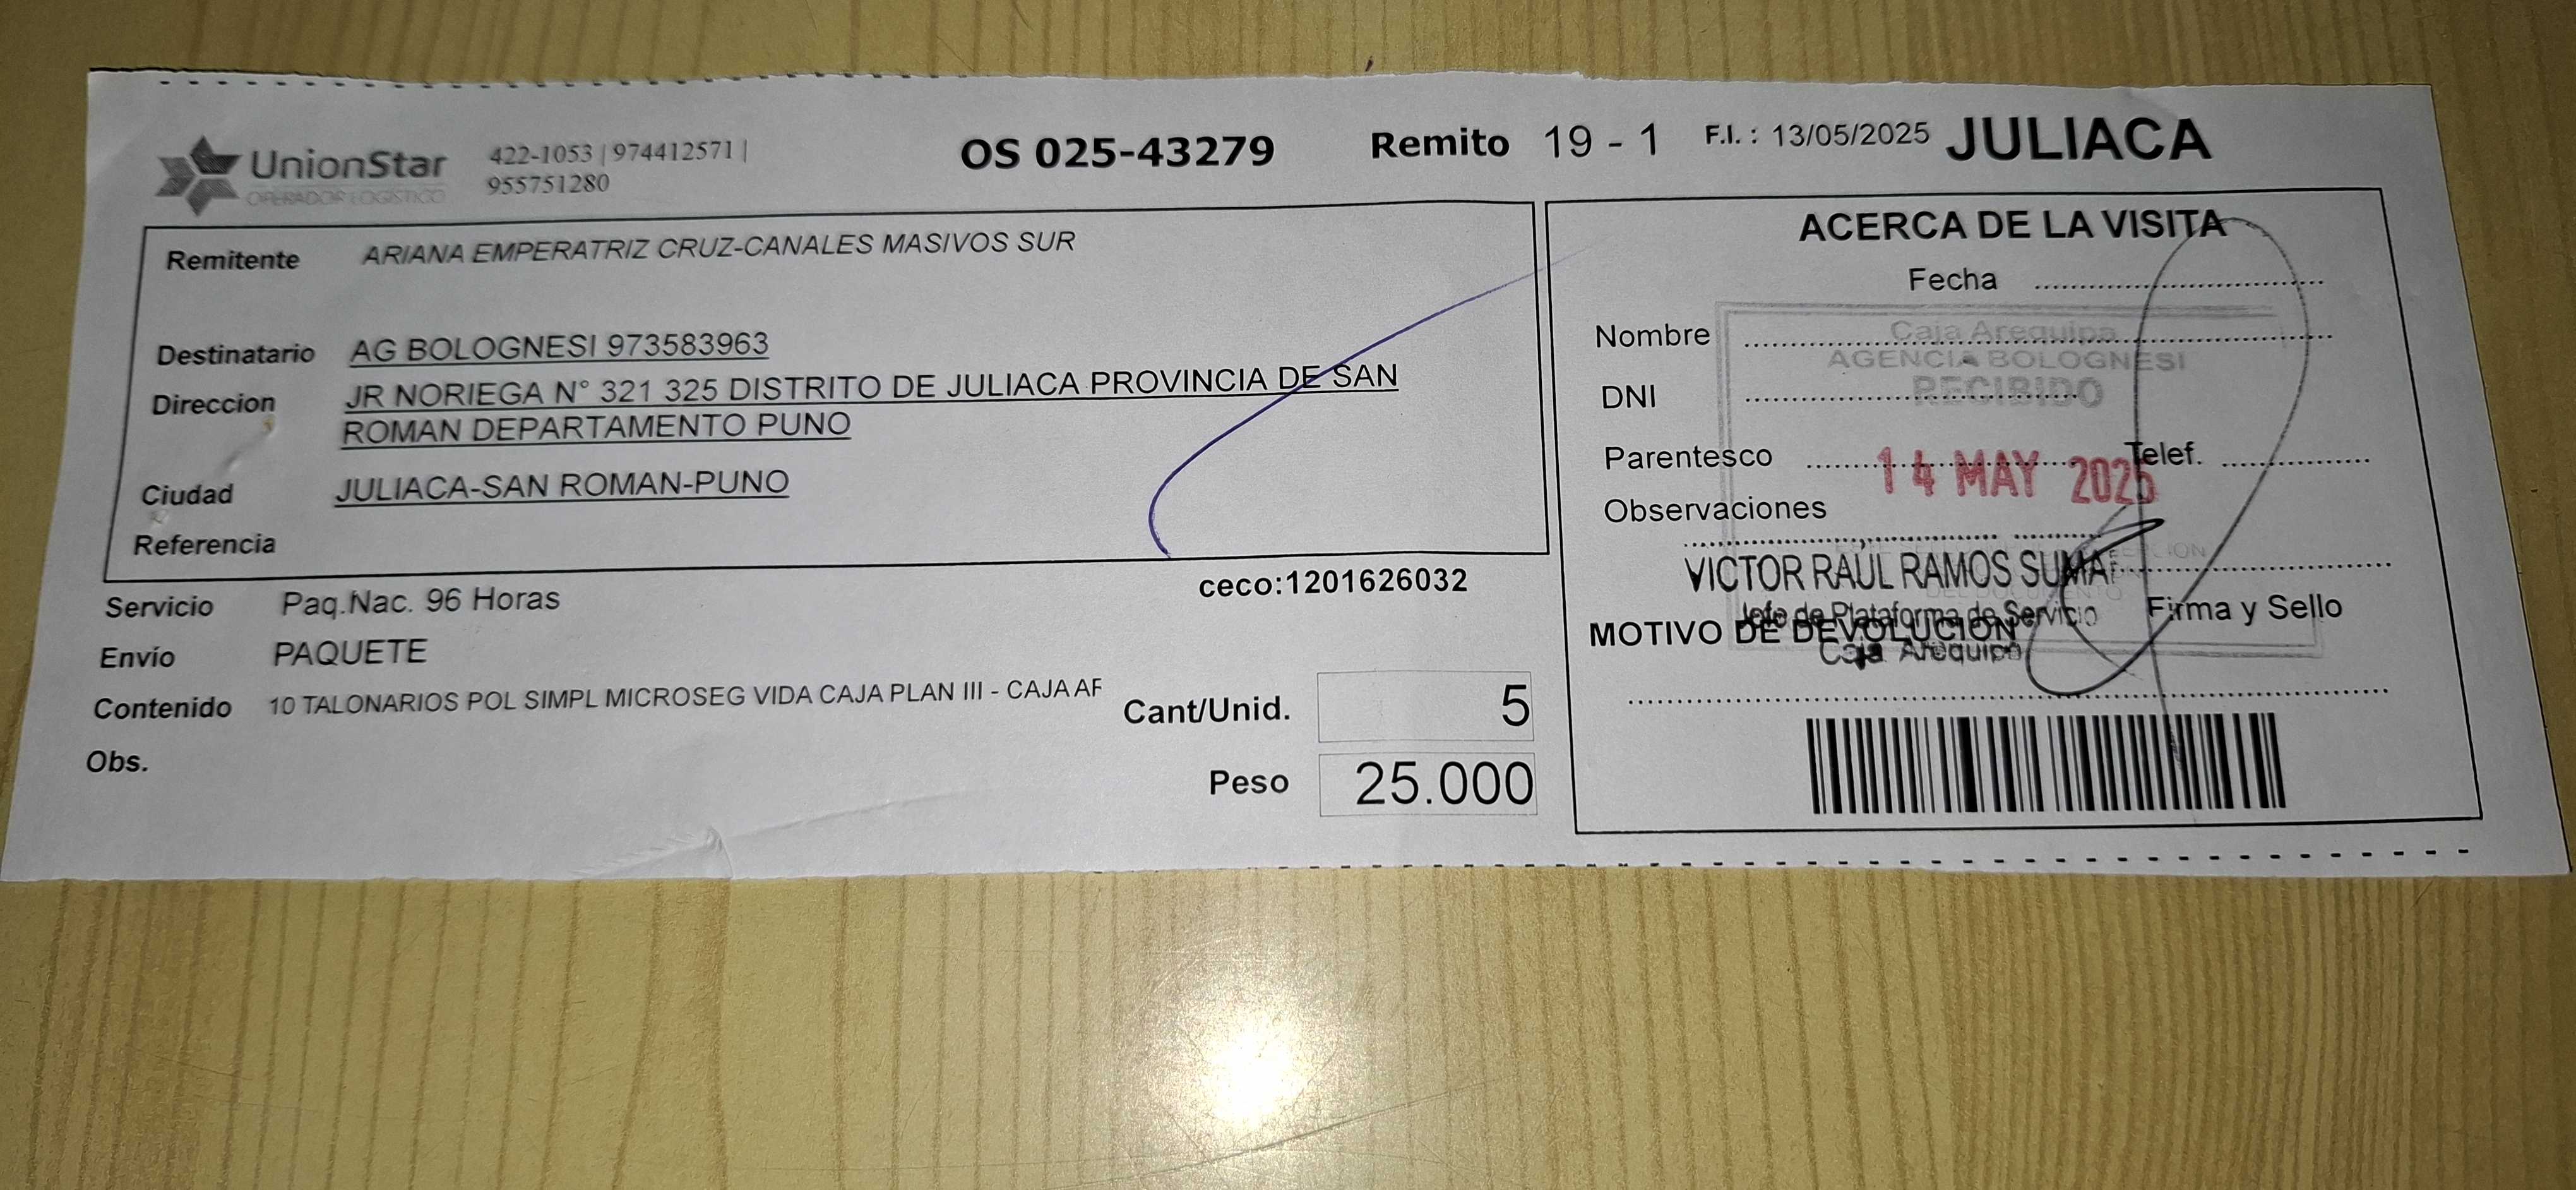 UnionStar
OPERADOR LOGISTICO
422-1053 | 974412571 |
955751280
OS 025-43279
Remito 19 - 1
F.I. : 13/05/2025
JULIACA
Remitente ARIANA EMPERATRIZ CRUZ-CANALES MASIVOS SUR
Destinatario AG BOLOGNESI 973583963
Direccion JR NORIEGA N° 321 325 DISTRITO DE JULIACA PROVINCIA DE SAN
ROMAN DEPARTAMENTO PUNO
Ciudad JULIACA-SAN ROMAN-PUNO
Referencia
ceco:1201626032
Servicio Paq.Nac. 96 Horas
Envío PAQUETE
Contenido 10 TALONARIOS POL SIMPL MICROSEG VIDA CAJA PLAN III - CAJA AF
Obs.
Cant/Unid. 5
Peso 25.000
ACERCA DE LA VISITA
Fecha
Nombre
Caja Arequipa
AGENCIA BOLOGNESI
RECIBIDO
DNI
Parentesco
Telef.
14 MAY 2025
Observaciones
VICTOR RAÚL RAMOS
Jefe de Plataforma de Servicio
Firma y Sello
MOTIVO DE DEVOLUCION
Caja Arequipa